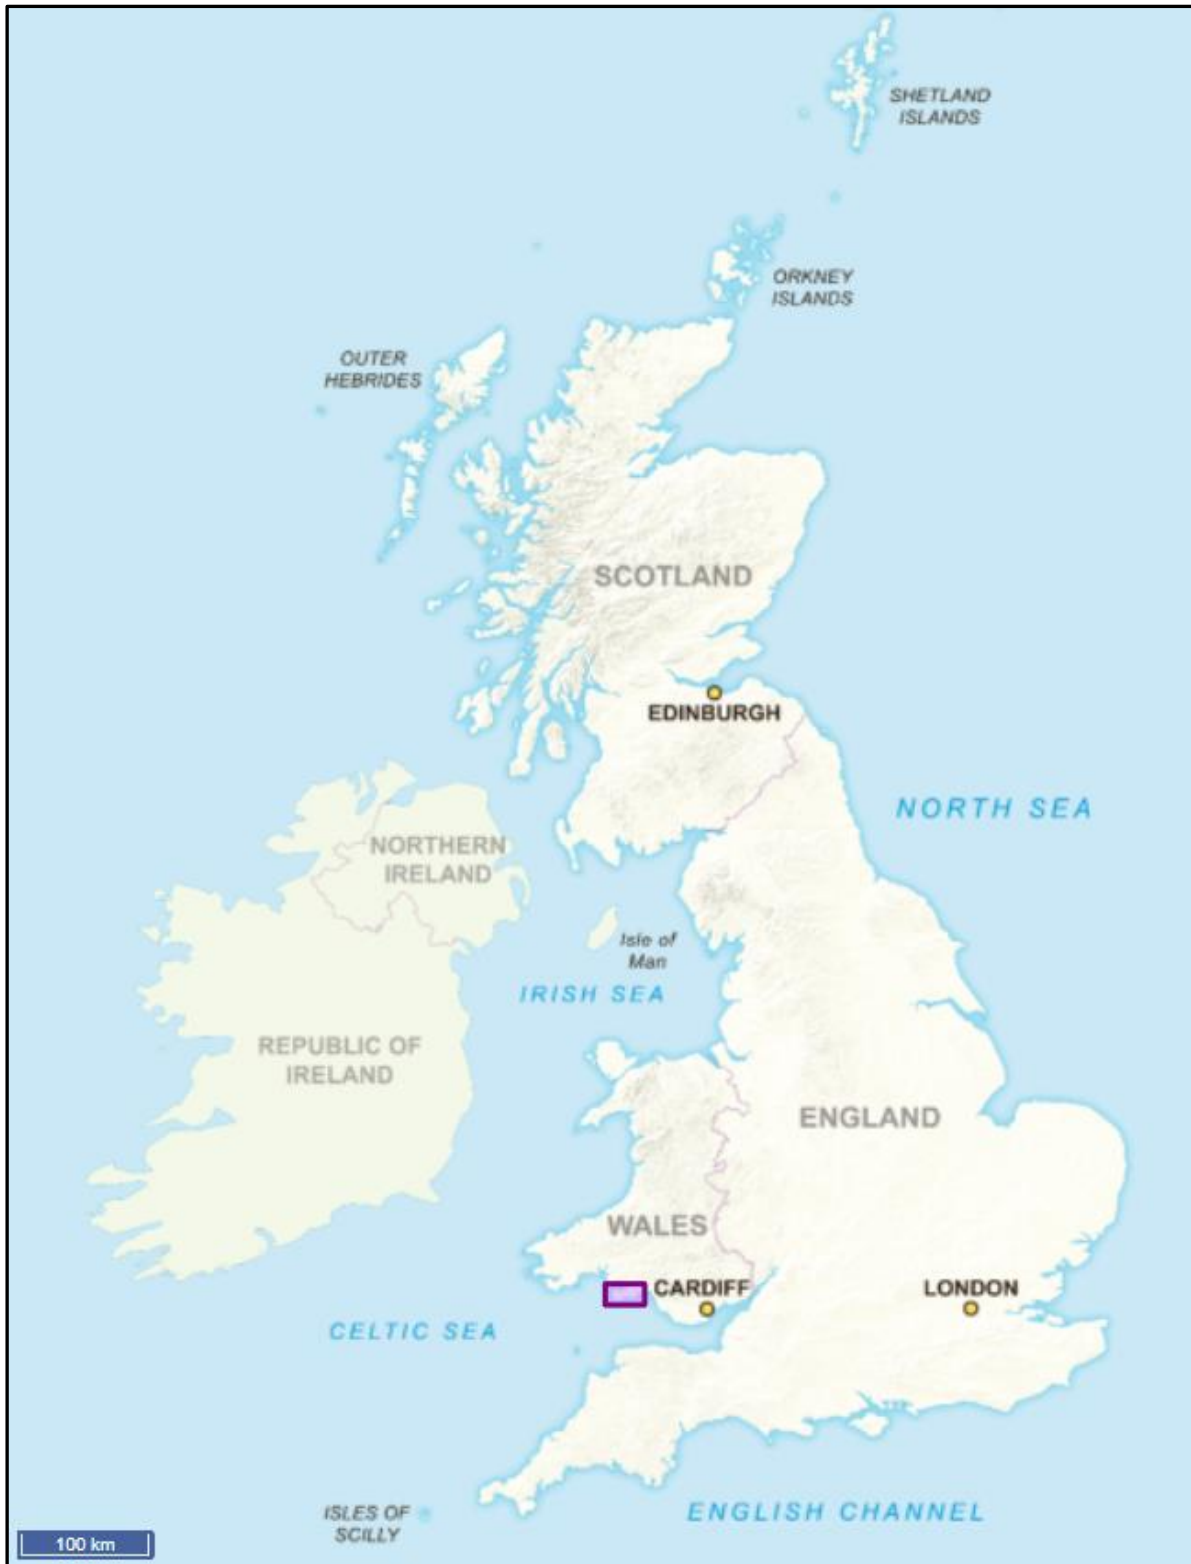 SHETLAND
ISLANDS
ORKNEY
ISLANDS
OUTER
HEBRIDES
SCOTLAND
EDINBURGH
NORTH SEA
NORTHERN
IRELAND
Isle of
Man
IRISH SEA
REPUBLIC OF
IRELAND
ENGLAND
WALES
CARDIFF
LONDON
CELTIC SEA
ISLES OF
SCILLY
ENGLISH CHANNEL
100 km